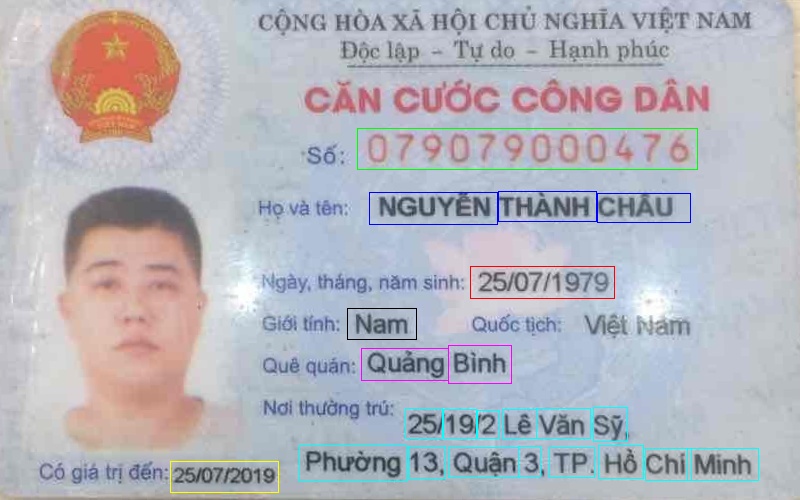 CỘNG HÒA XÃ HỘI CHỦ NGHĨA VIỆT NAM
Độc lập - Tự do - Hạnh phúc
CĂN CƯỚC CÔNG DÂN
Số: 079079000476
Họ và tên: NGUYỄN THÀNH CHÂU
Ngày, tháng, năm sinh: 25/07/1979
Giới tính: Nam Quốc tịch: Việt Nam
Quê quán: Quảng Bình
Nơi thường trú: 25/19/2 Lê Văn Sỹ,
Phường 13, Quận 3, TP. Hồ Chí Minh
Có giá trị đến: 25/07/2019